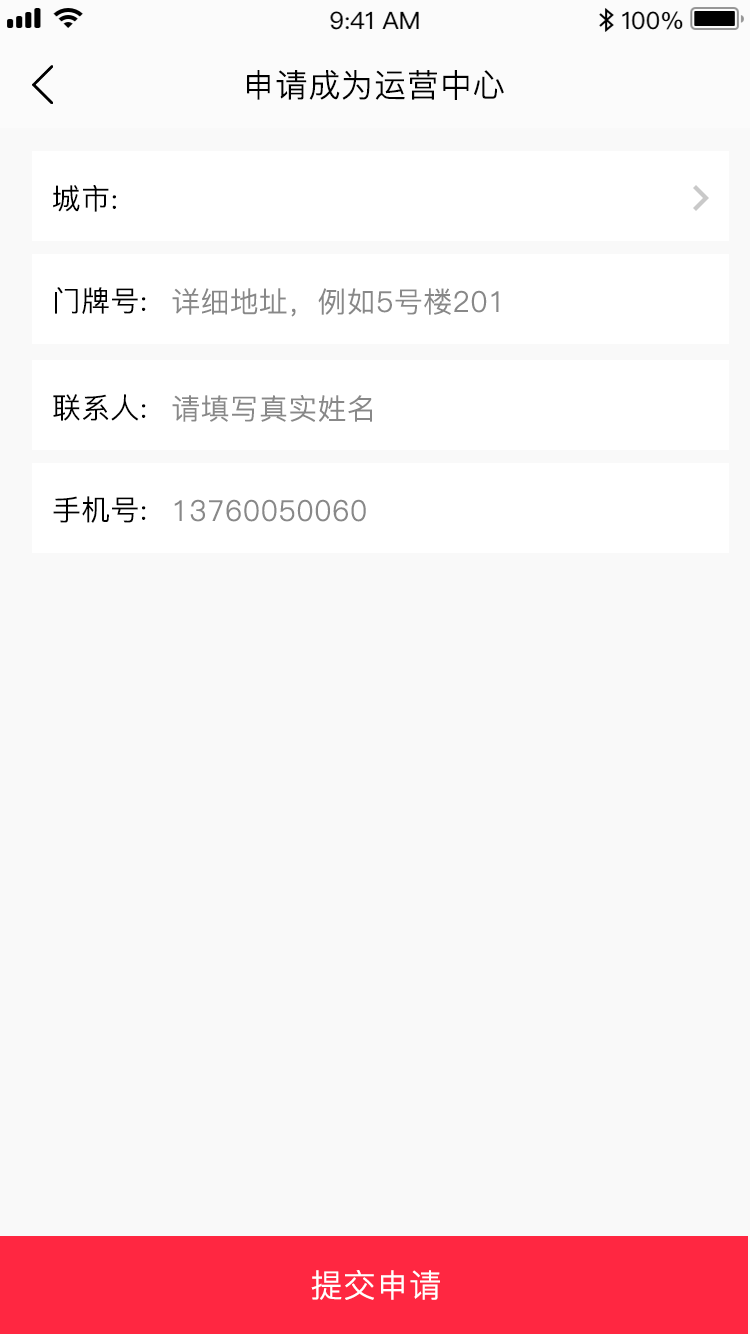 9:41 AM 100%
申请成为运营中心
城市:
门牌号: 详细地址，例如5号楼201
联系人: 请填写真实姓名
手机号: 13760050060
提交申请